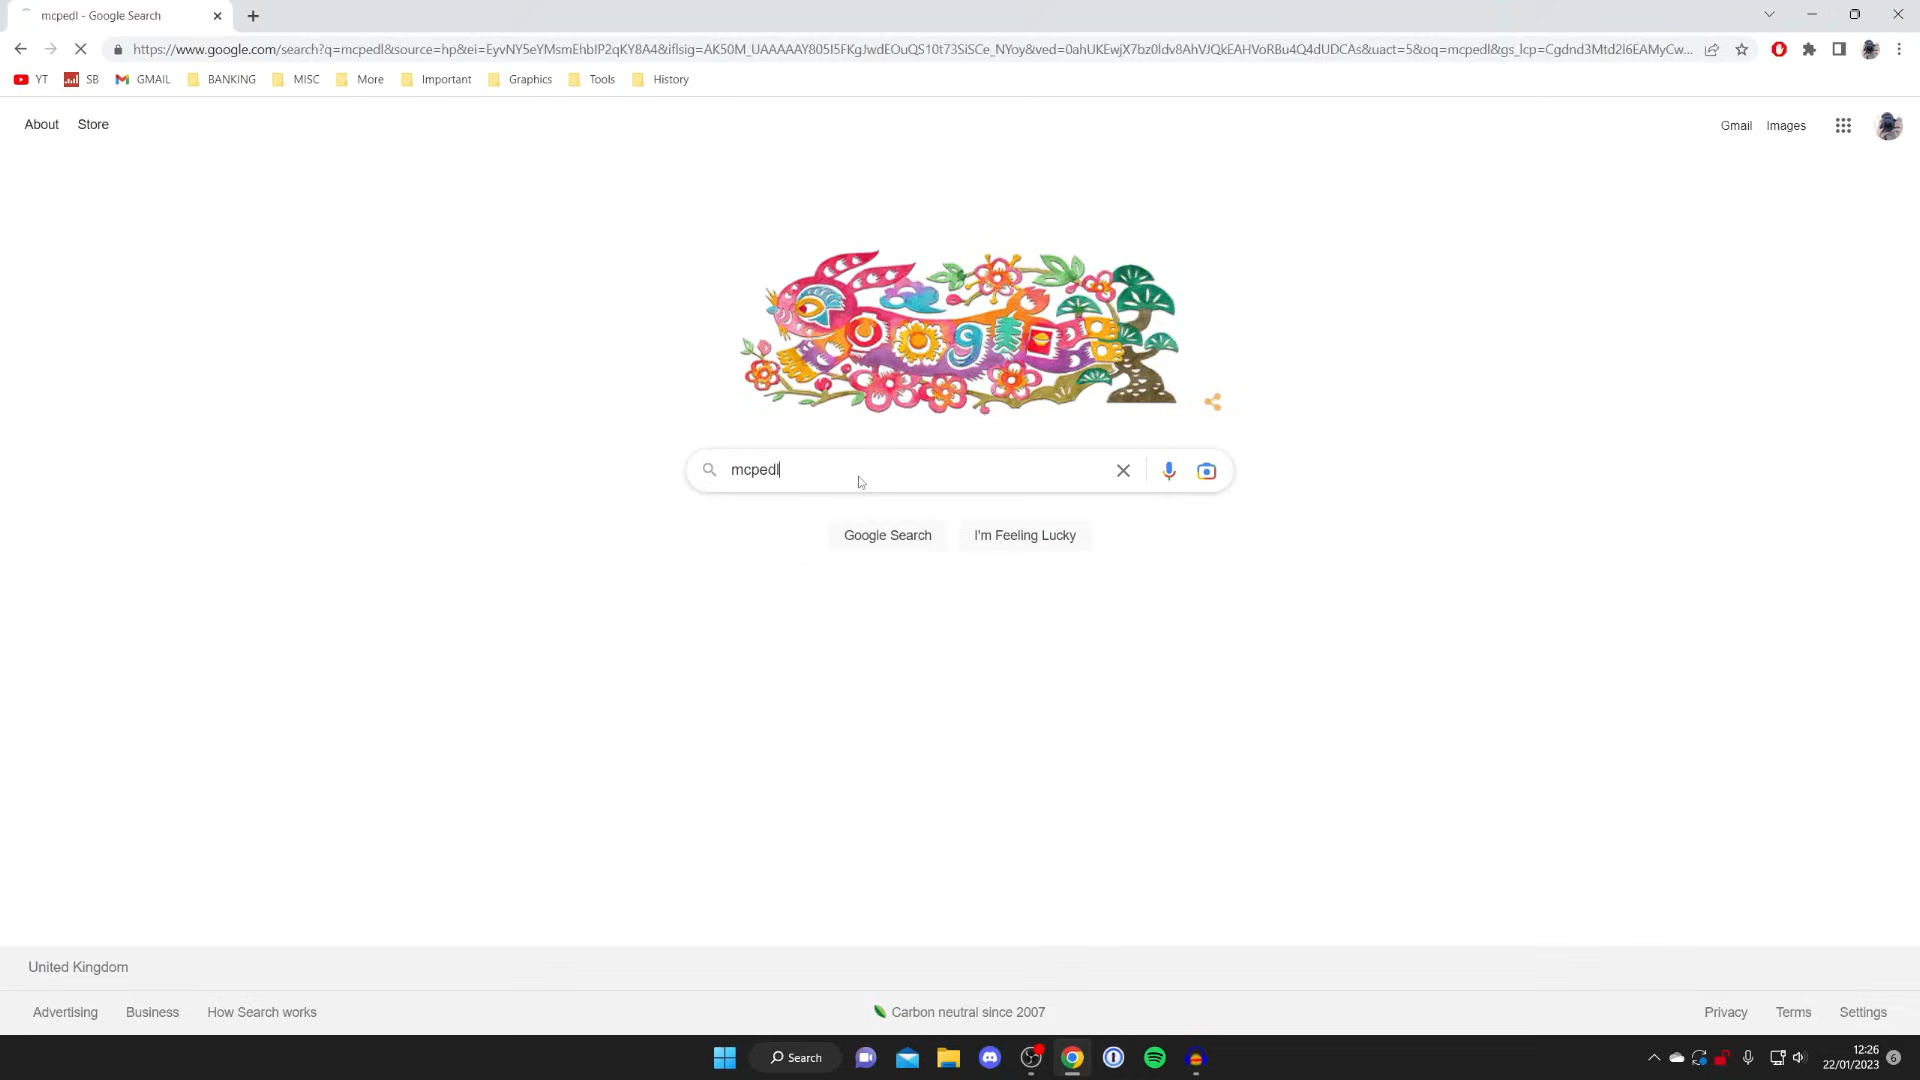 mcpedl - Google Search
https://www.google.com/search?q=mcpedl&source=hp&ei=EyvNY5eYMsmEhbIP2qKY8A4&iflsig=AK50M_UAAAAAY805I5FKgJwdEOuQS10t73SiSCe_NYoy&ved=0ahUKEwjX7bz0ldv8AhVJQkEAHVoRBu4Q4dUDCAs&uact=5&oq=mcpedl&gs_lcp=Cgdnd3Mtd2l6EAMyCw...
YT SB GMAIL BANKING MISC More Important Graphics Tools History
About Store Gmail Images
mcpedl
Google Search I'm Feeling Lucky
United Kingdom
Advertising Business How Search works Carbon neutral since 2007 Privacy Terms Settings
Search
12:26
22/01/2023 6